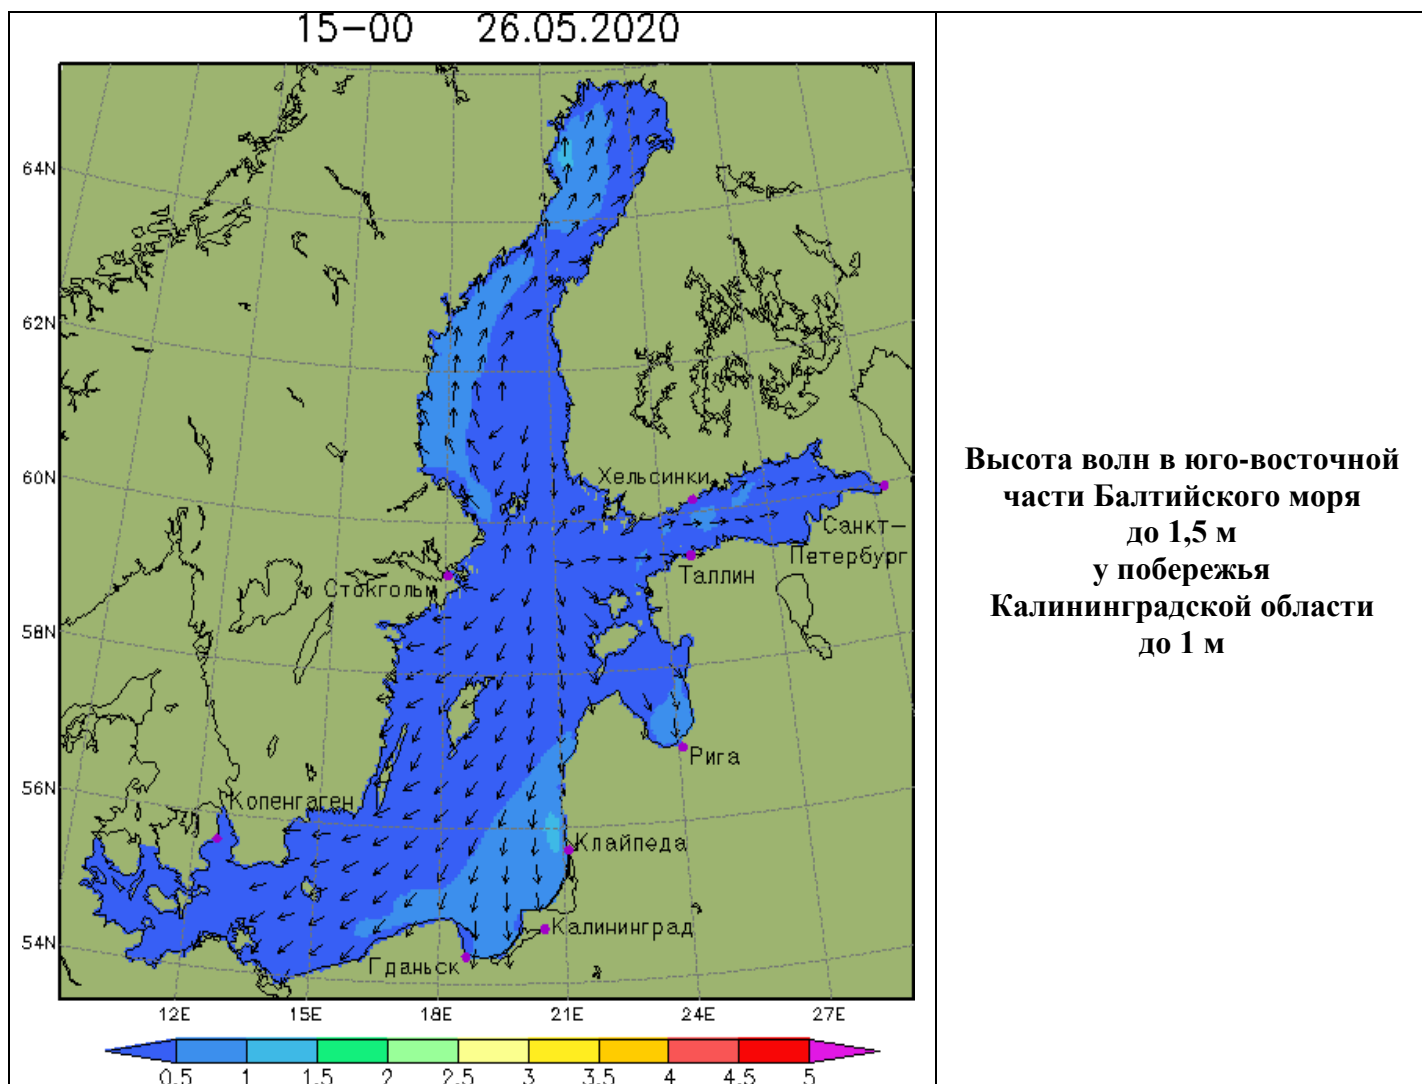 15-00 26.05.2020
64N
62N
60N
58N
56N
54N
Хельсинки
Санкт-
Петербург
Таллин
Стокгольм
Рига
Копенгаген
Клайпеда
Калининград
Гданьск
12E 15E 18E 21E 24E 27E
0.5 1 1.5 2 2.5 3 3.5 4 4.5 5
Высота волн в юго-восточной
части Балтийского моря
до 1,5 м
у побережья
Калининградской области
до 1 м